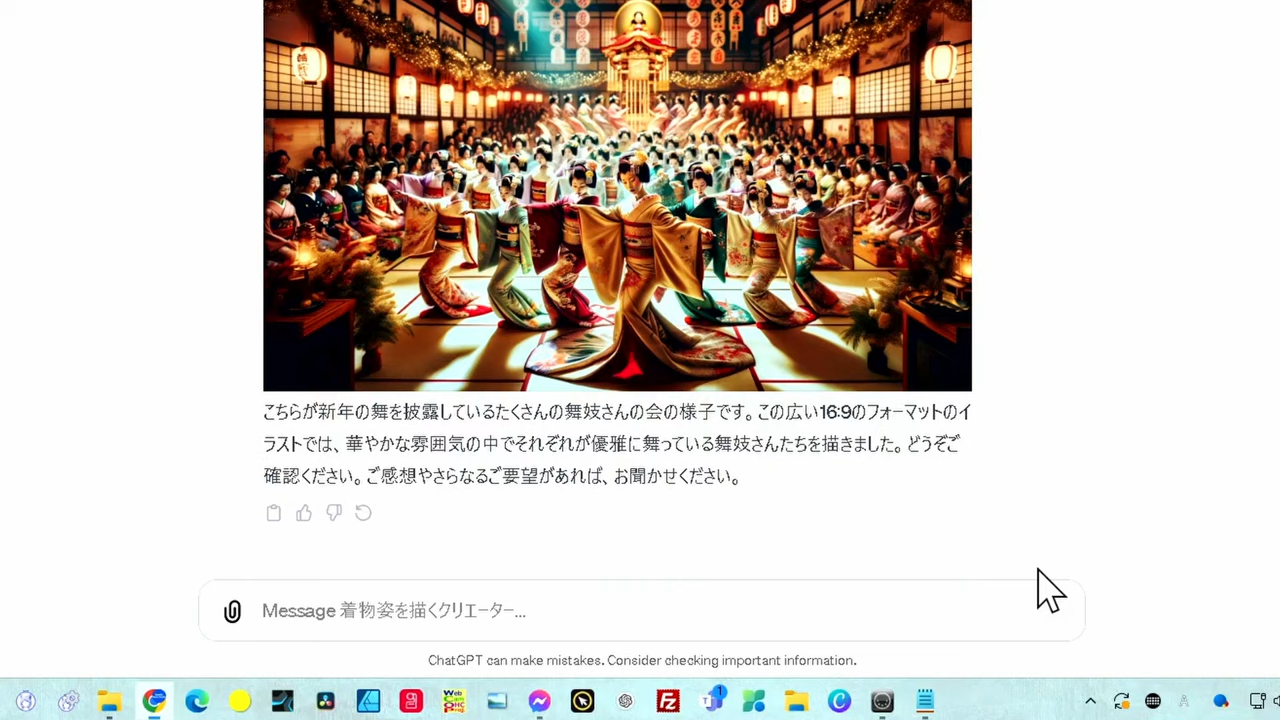 こちらが新年の舞を披露しているたくさんの舞妓さんの会の様子です。この広い16:9のフォーマットのイ
ラストでは、華やかな雰囲気の中でそれぞれが優雅に舞っている舞妓さんたちを描きました。どうぞご
確認ください。ご感想やさらなるご要望があれば、お聞かせください。
Message 着物姿を描くクリエーター...
ChatGPT can make mistakes. Consider checking important information.